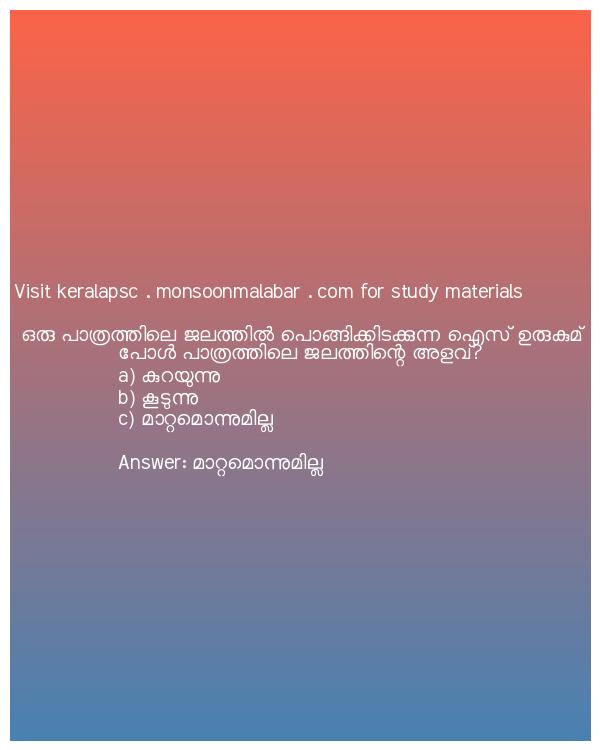 Visit keralapsc . monsoonmalabar . com for study materials
ഒരു പാത്രത്തിലെ ജലത്തിൽ പൊങ്ങിക്കിടക്കുന്ന ഐസ് ഉരുകുമ്
പോൾ പാത്രത്തിലെ ജലത്തിന്റെ അളവ്?
a) കുറയുന്നു
b) കൂടുന്നു
c) മാറ്റമൊന്നുമില്ല
Answer: മാറ്റമൊന്നുമില്ല